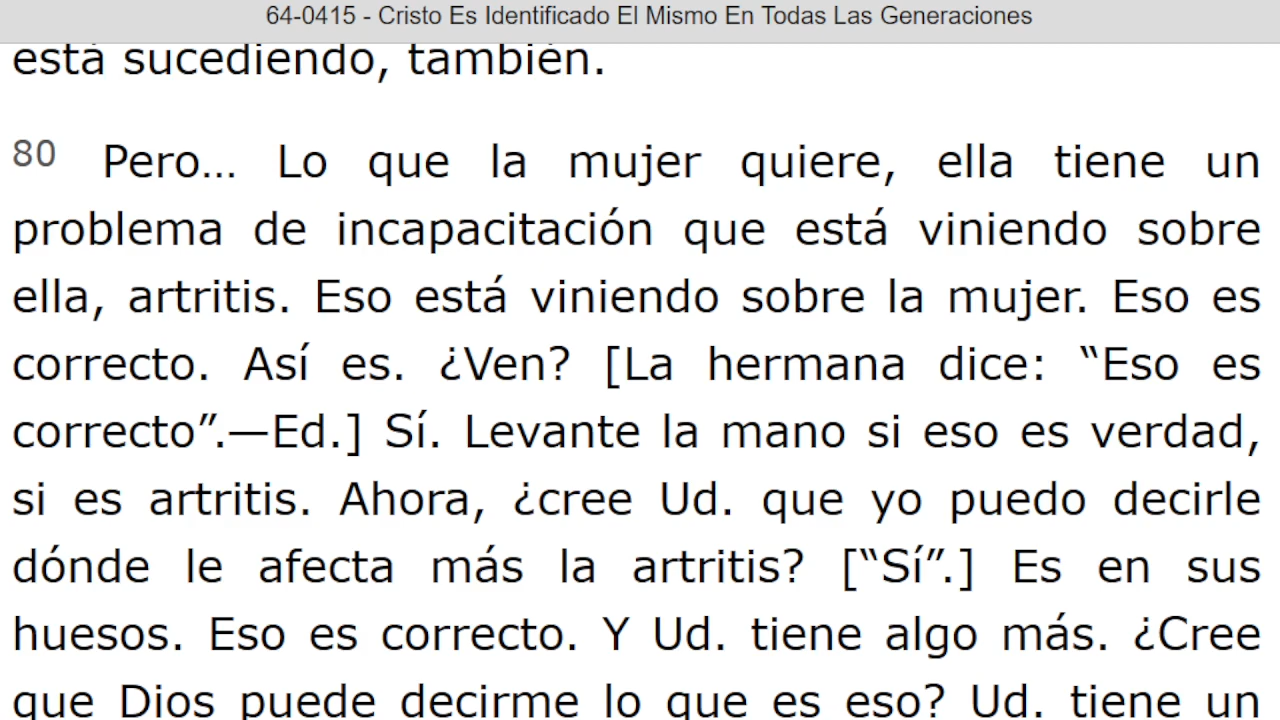 64-0415 - Cristo Es Identificado El Mismo En Todas Las Generaciones
está sucediendo, también.
80 Pero… Lo que la mujer quiere, ella tiene un
problema de incapacitación que está viniendo sobre
ella, artritis. Eso está viniendo sobre la mujer. Eso es
correcto. Así es. ¿Ven? [La hermana dice: “Eso es
correcto”.—Ed.] Sí. Levante la mano si eso es verdad,
si es artritis. Ahora, ¿cree Ud. que yo puedo decirle
dónde le afecta más la artritis? [“Sí”.] Es en sus
huesos. Eso es correcto. Y Ud. tiene algo más. ¿Cree
que Dios puede decirme lo que es eso? Ud. tiene un